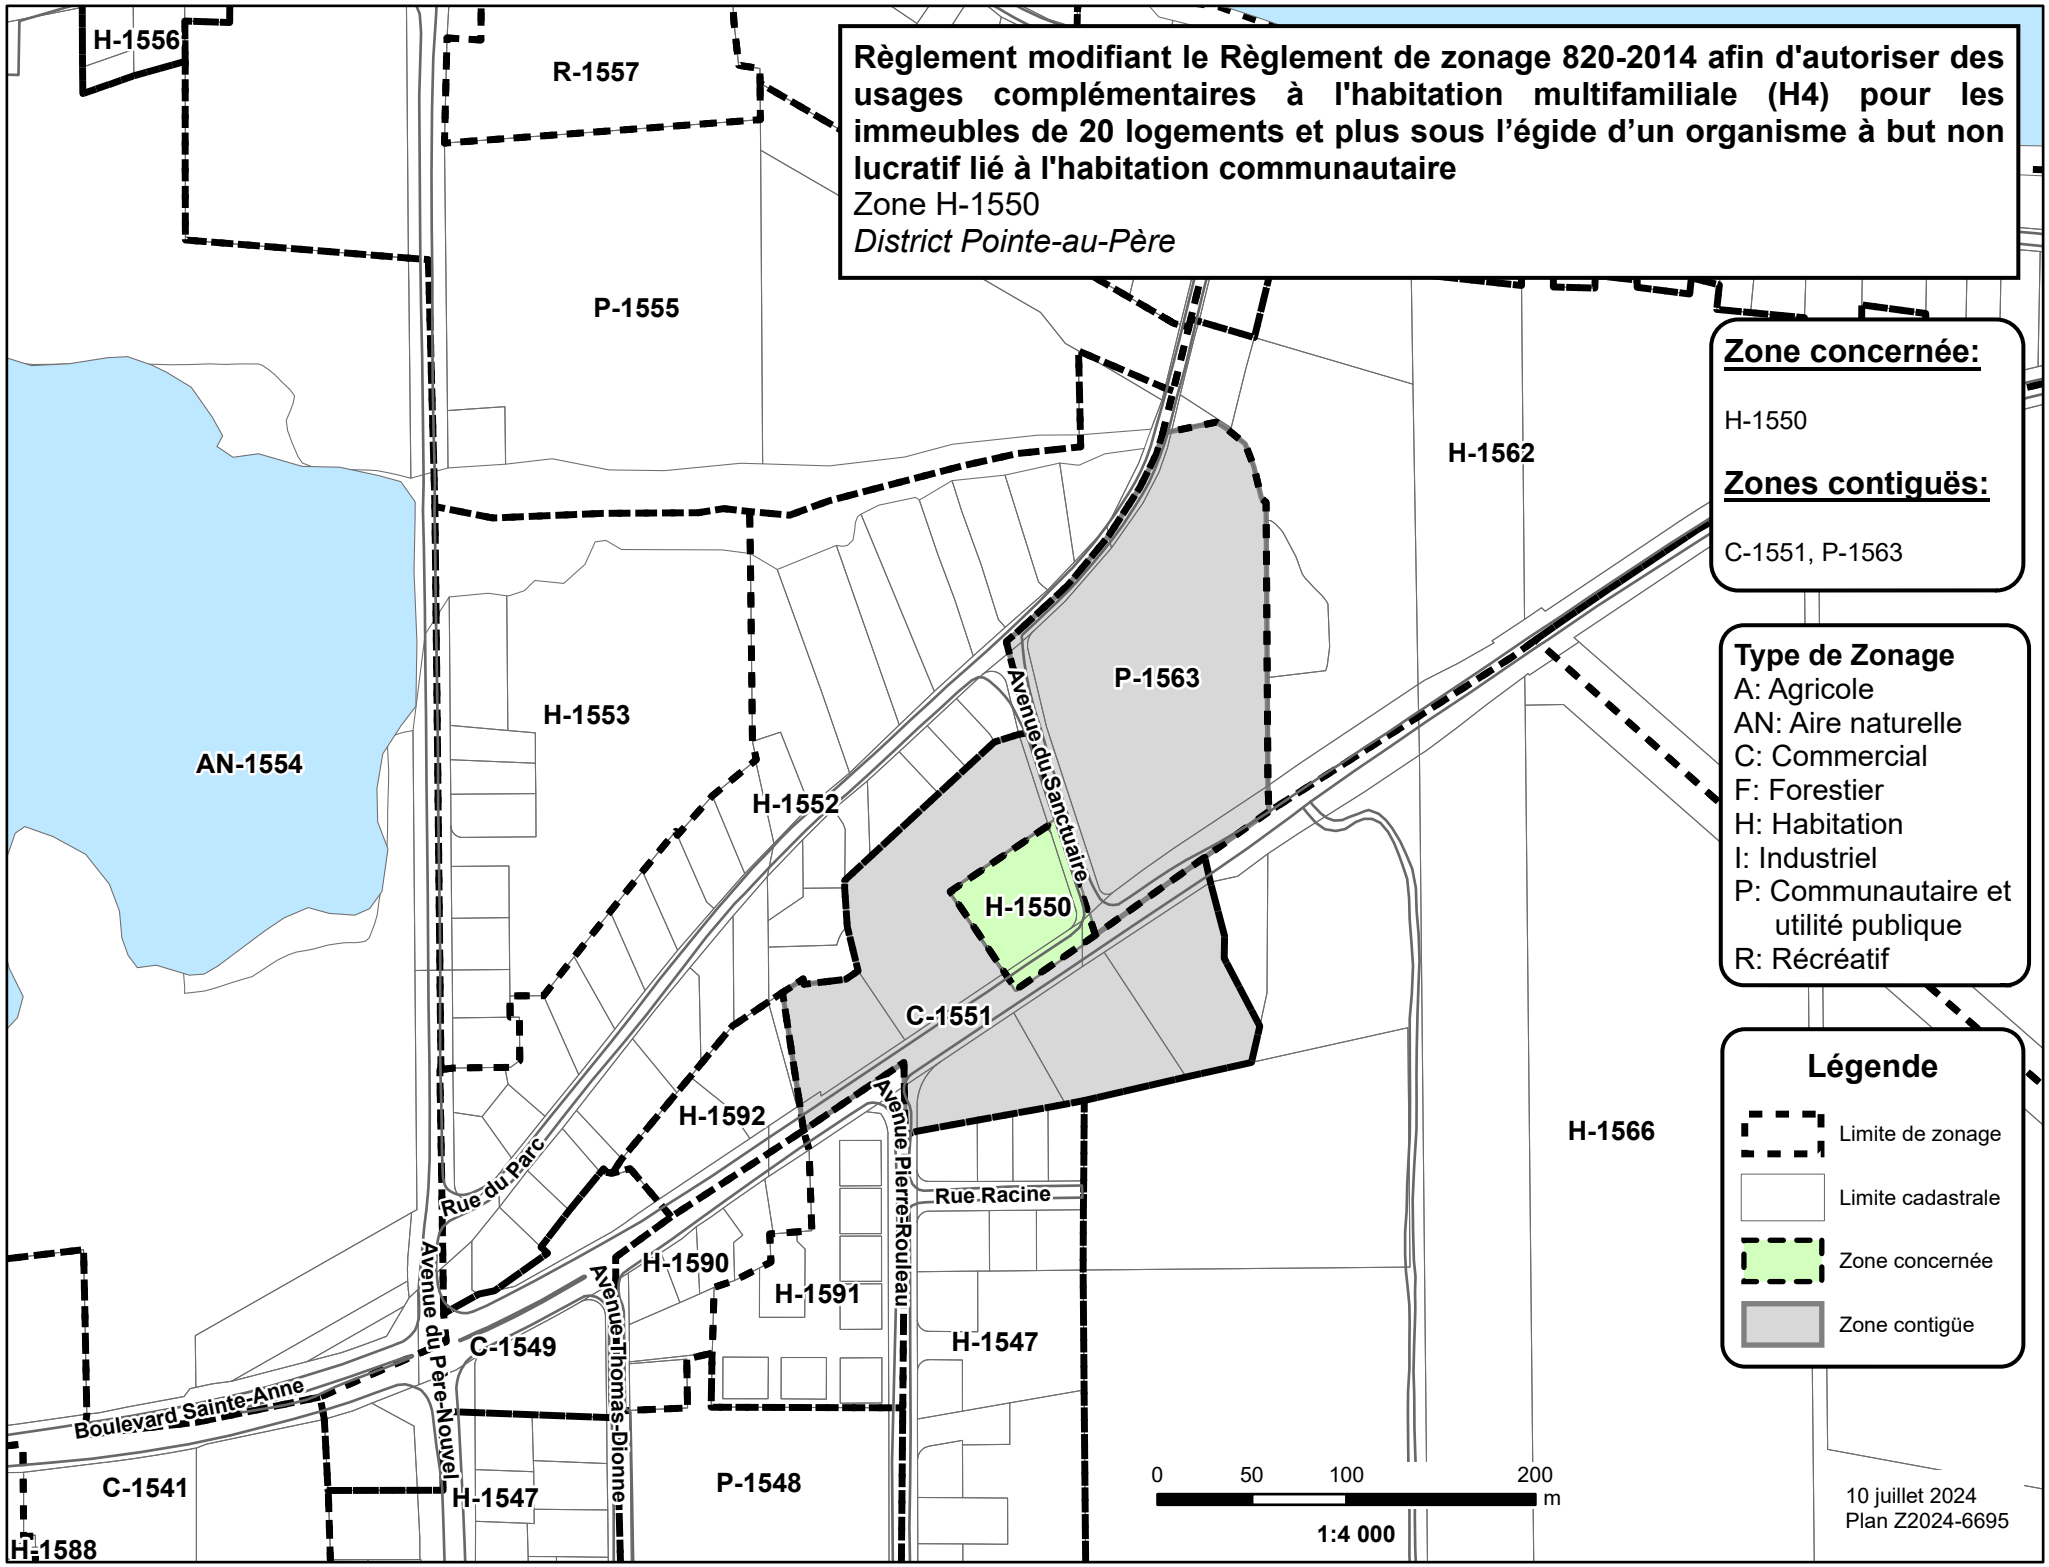 Règlement modifiant le Règlement de zonage 820-2014 afin d'autoriser des
usages complémentaires à l'habitation multifamiliale (H4) pour les
immeubles de 20 logements et plus sous l’égide d’un organisme à but non
lucratif lié à l'habitation communautaire
Zone H-1550
District Pointe-au-Père
H-1556
R-1557
P-1555
Zone concernée:
H-1550
Zones contiguës:
C-1551, P-1563
H-1562
Type de Zonage
A: Agricole
AN: Aire naturelle
C: Commercial
F: Forestier
H: Habitation
I: Industriel
P: Communautaire et
utilité publique
R: Récréatif
P-1563
Avenue du Sanctuaire
H-1553
AN-1554
H-1552
H-1550
C-1551
H-1592
H-1566
Légende
Limite de zonage
Limite cadastrale
Zone concernée
Zone contigüe
Rue du Parc
Avenue Pierre-Rouleau
Rue Racine
H-1590
H-1591
Avenue du Père-Nouvel
Avenue Thomas-Dionne
C-1549
H-1547
Boulevard Sainte-Anne
C-1541
H-1547
P-1548
H-1588
0 50 100 200
m
1:4 000
10 juillet 2024
Plan Z2024-6695